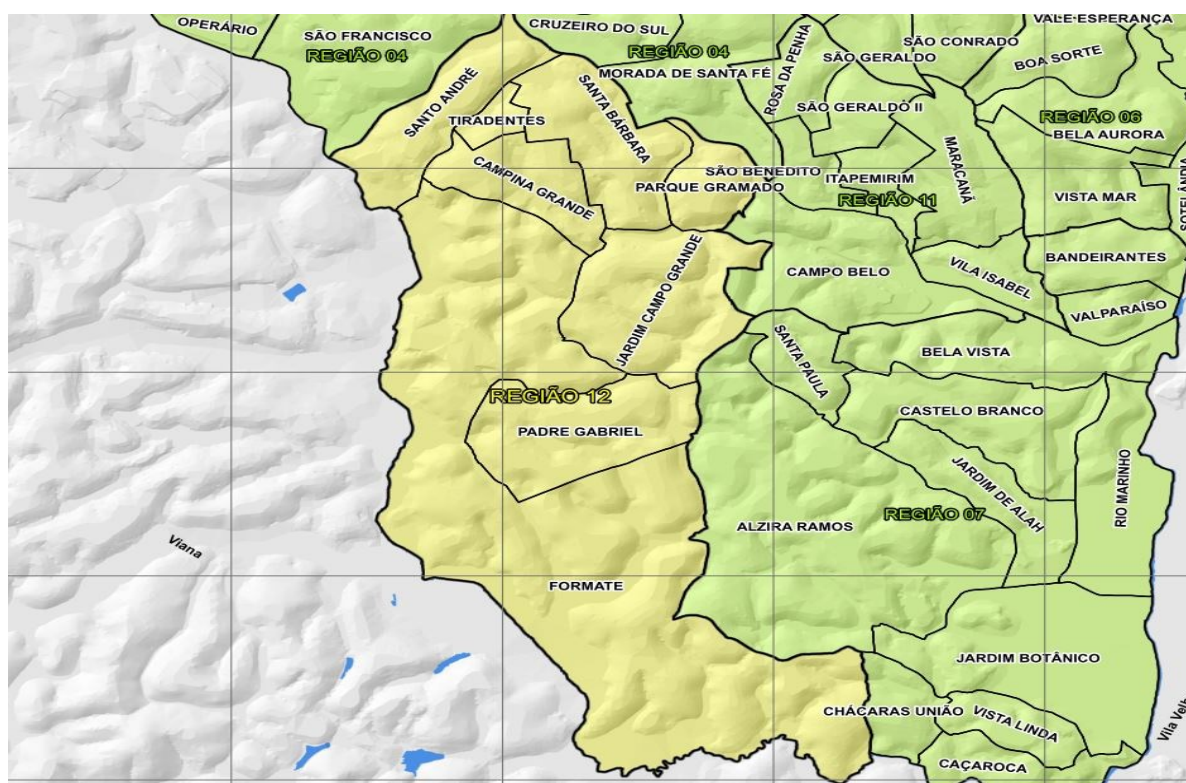 OPERÁRIO
SÃO FRANCISCO
REGIÃO 04
CRUZEIRO DO SUL
REGIÃO 04
MORADA DE SANTA FÉ
ROSA DA PENHA
SÃO CONRADO
SÃO GERALDO
VALE ESPERANÇA
BOA SORTE
SANTO ANDRÉ
TIRADENTES
SANTA BÁRBARA
SÃO GERALDO II
REGIÃO 06
BELA AURORA
CAMPINA GRANDE
SÃO BENEDITO
PARQUE GRAMADO
ITAPEMIRIM
REGIÃO 11
MARACANÃ
VISTA MAR
SOTELÂNDIA
JARDIM CAMPO GRANDE
CAMPO BELO
VILA ISABEL
BANDEIRANTES
VALPARAÍSO
SANTA PAULA
BELA VISTA
REGIÃO 12
PADRE GABRIEL
CASTELO BRANCO
JARDIM DE ALAH
RIO MARINHO
ALZIRA RAMOS
REGIÃO 07
Viana
FORMATE
JARDIM BOTÂNICO
CHÁCARAS UNIÃO
VISTA LINDA
CAÇAROCA
Vila Velh